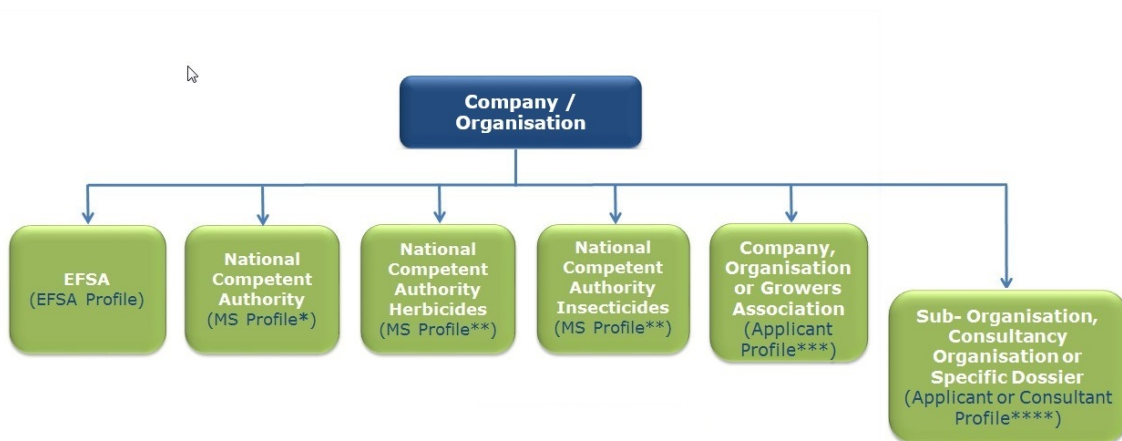 Company /
Organisation
EFSA
(EFSA Profile)
National
Competent
Authority
(MS Profile*)
National
Competent
Authority
Herbicides
(MS Profile**)
National
Competent
Authority
Insecticides
(MS Profile**)
Company,
Organisation
or Growers
Association
(Applicant
Profile***)
Sub- Organisation,
Consultancy
Organisation or
Specific Dossier
(Applicant or Consultant
Profile****)